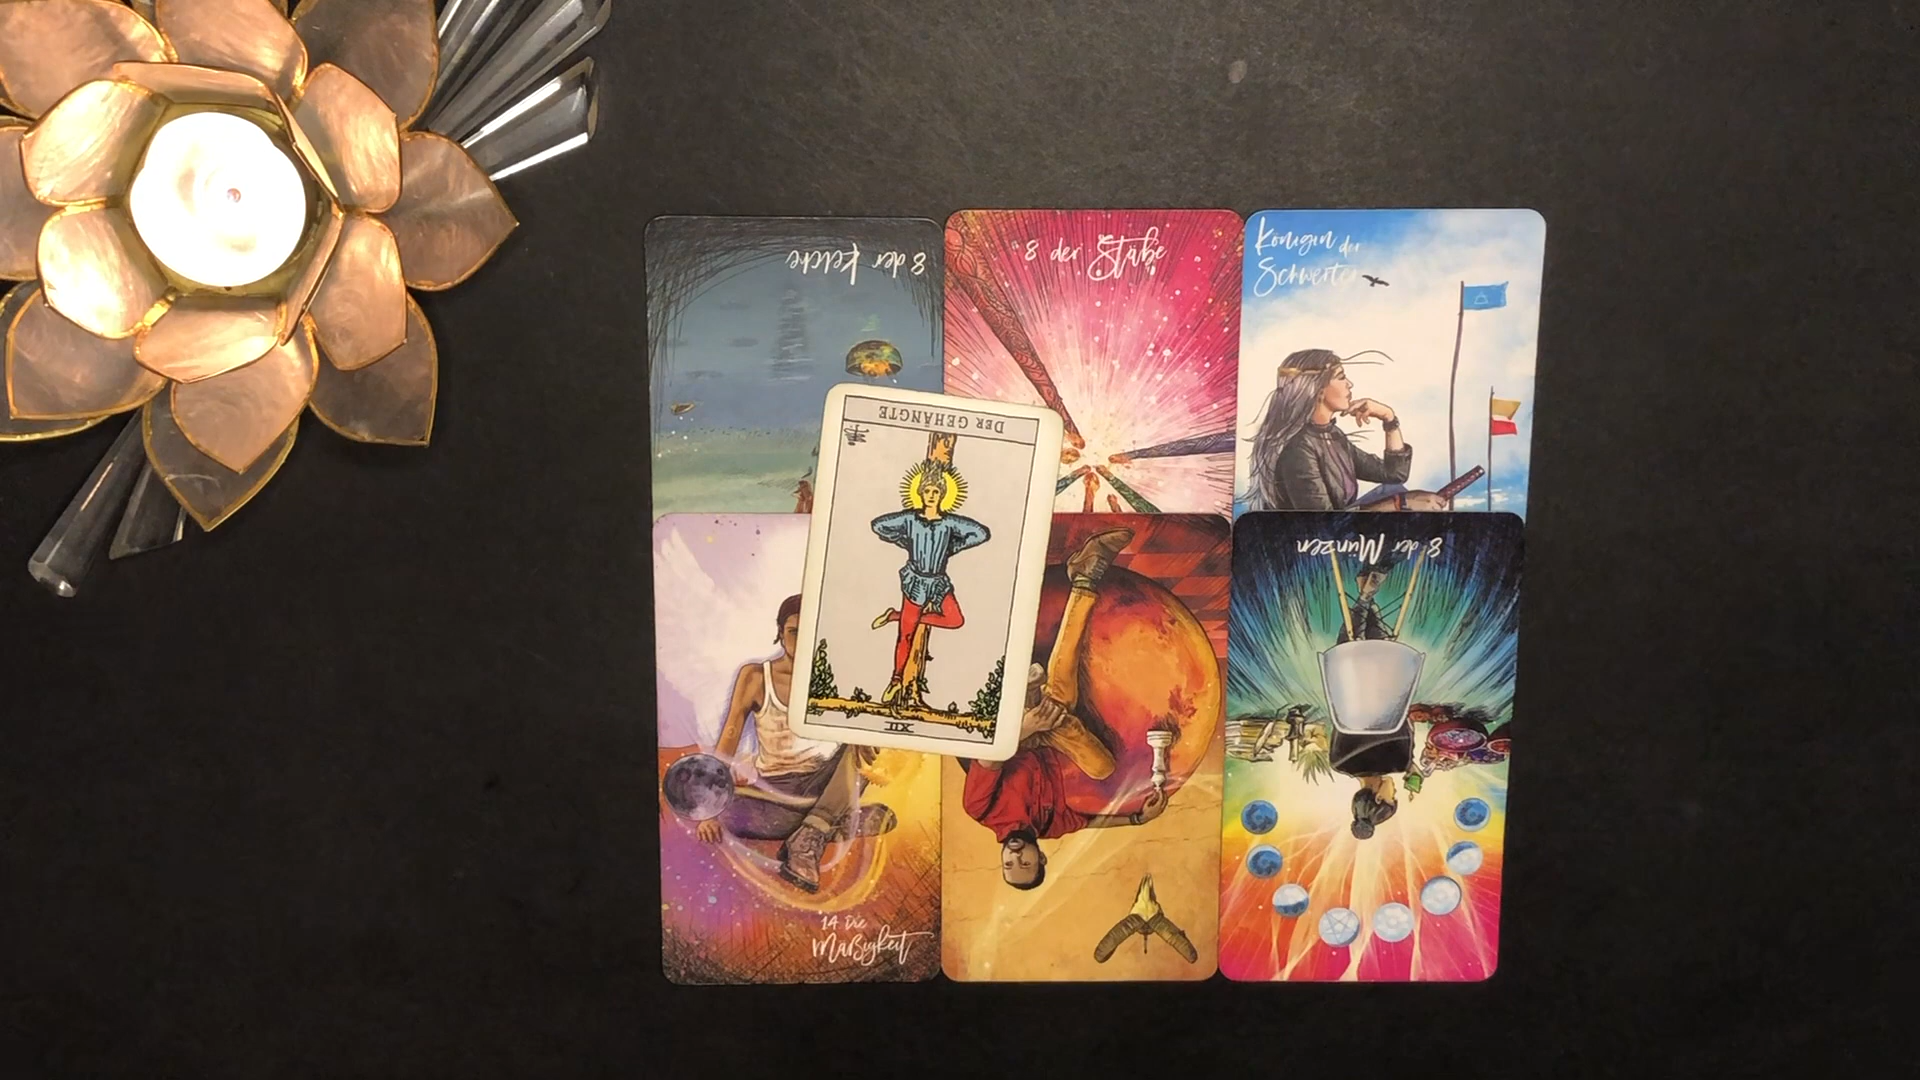 8 der Kelche
8 der Stäbe
Königin der
Schwerter
DER GEHÄNGTE
XII
8 der Münzen
14 Die
Mäßigkeit